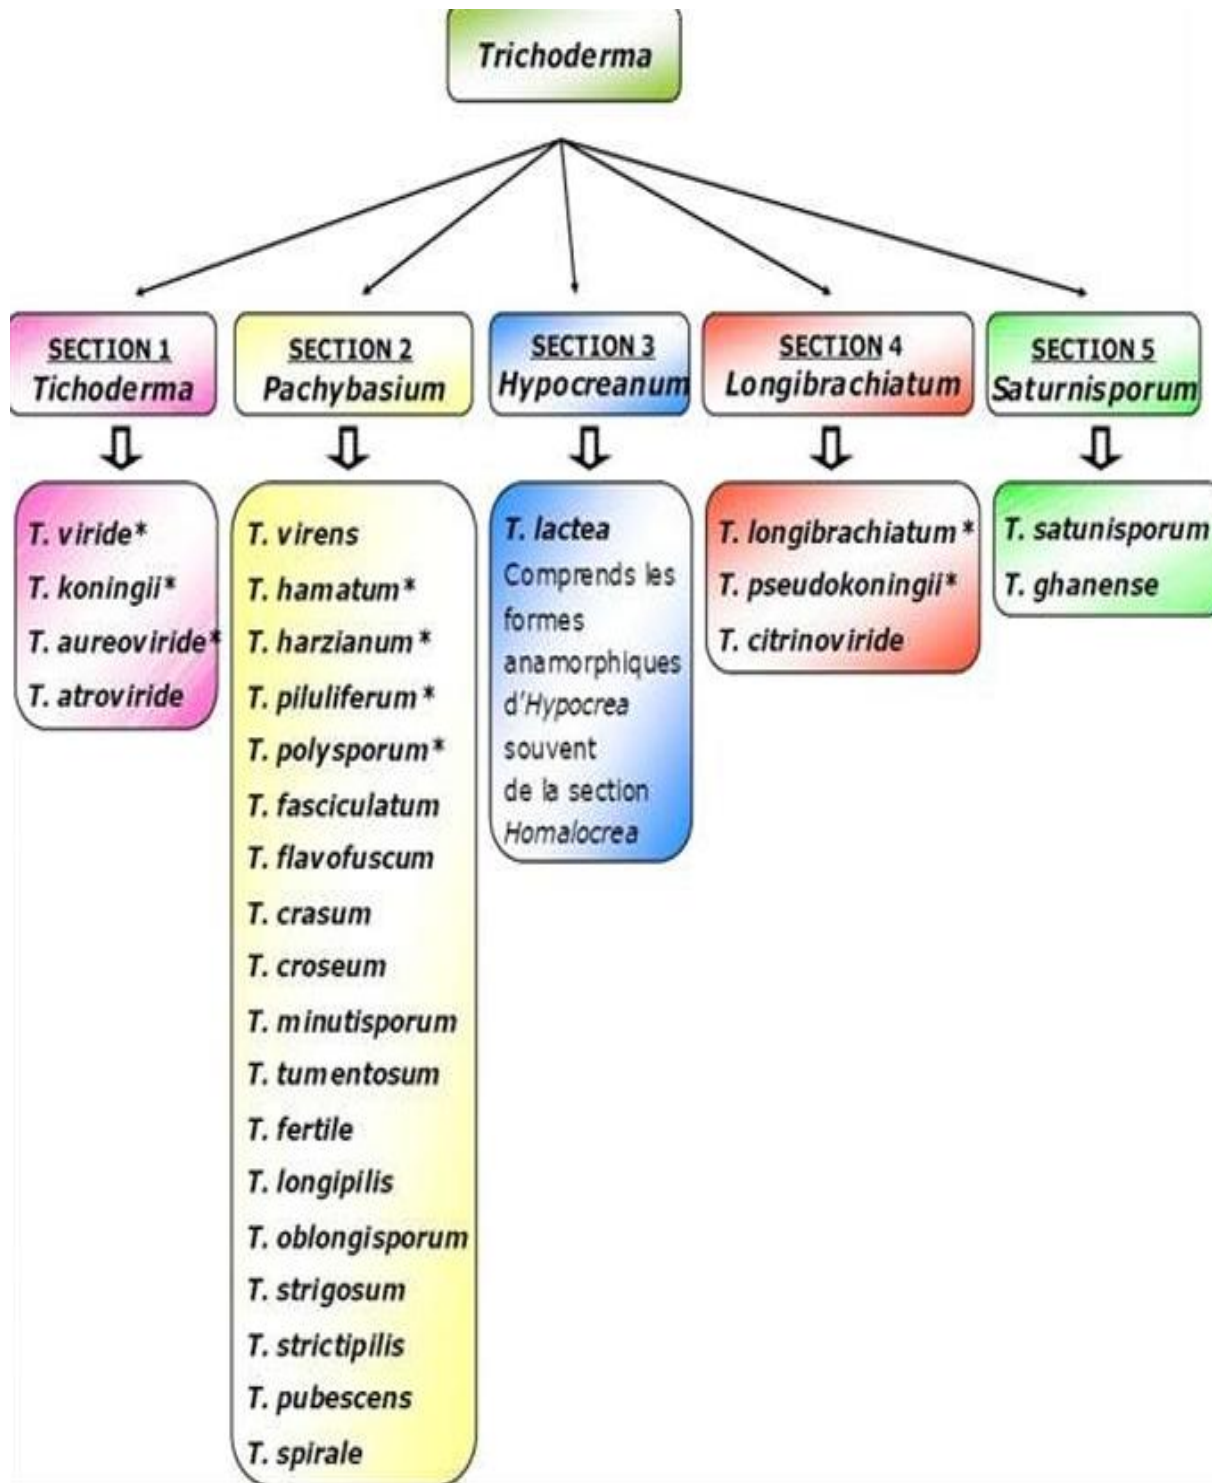 Trichoderma
SECTION 1
Tichoderma
T. viride*
T. koningii*
T. aureoviride*
T. atroviride
SECTION 2
Pachybasium
T. virens
T. hamatum*
T. harzianum*
T. piluliferum*
T. polysporum*
T. fasciculatum
T. flavofuscum
T. crasum
T. croseum
T. minutisporum
T. tumentosum
T. fertile
T. longipilis
T. oblongisporum
T. strigosum
T. strictipilis
T. pubescens
T. spirale
SECTION 3
Hypocreanum
T. lactea
Comprends les
formes
anamorphiques
d'Hypocrea
souvent
de la section
Homalocrea
SECTION 4
Longibrachiatum
T. longibrachiatum*
T. pseudokoningii*
T. citrinoviride
SECTION 5
Saturnisporum
T. satunisporum
T. ghanense